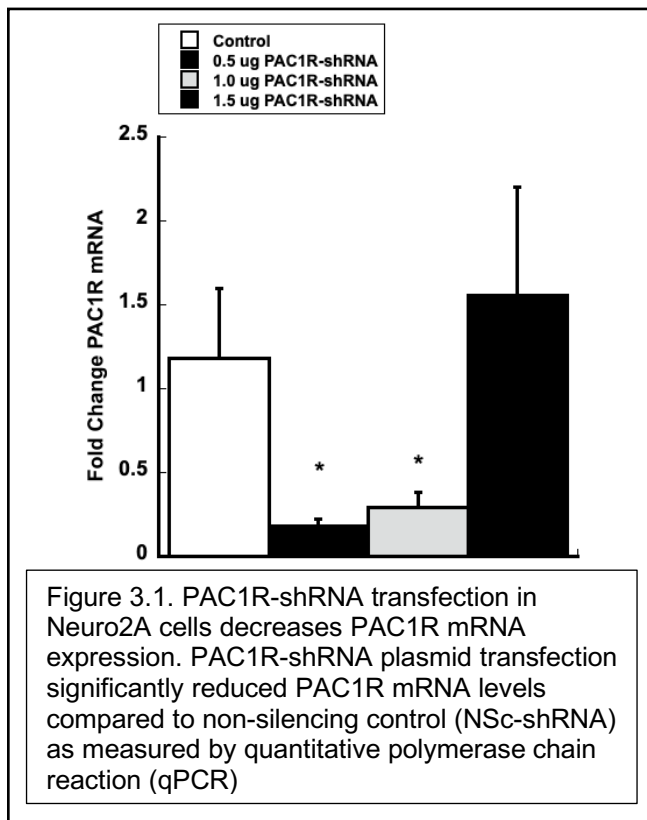 Control
0.5 ug PAC1R-shRNA
1.0 ug PAC1R-shRNA
1.5 ug PAC1R-shRNA
2.5
2
1.5
1
0.5
0
Fold Change PAC1R mRNA
*
*
Figure 3.1. PAC1R-shRNA transfection in
Neuro2A cells decreases PAC1R mRNA
expression. PAC1R-shRNA plasmid transfection
significantly reduced PAC1R mRNA levels
compared to non-silencing control (NSc-shRNA)
as measured by quantitative polymerase chain
reaction (qPCR)